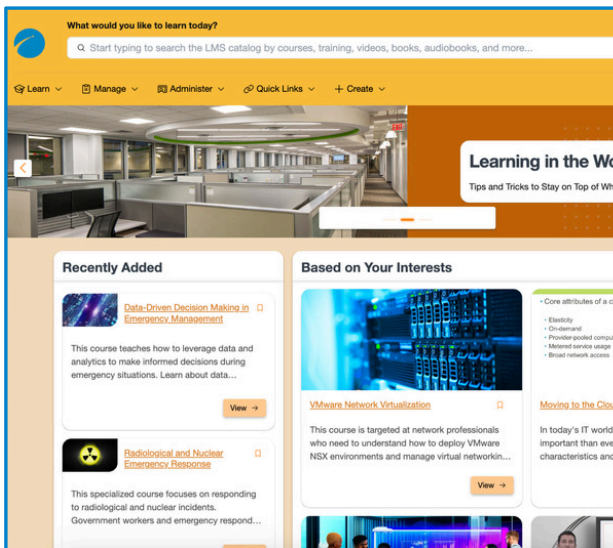 What would you like to learn today?
Start typing to search the LMS catalog by courses, training, videos, books, audiobooks, and more...
Learn
Manage
Administer
Quick Links
Create
Learning in the Wo
Tips and Tricks to Stay on Top of Wh
Recently Added
Data-Driven Decision Making in
Emergency Management
This course teaches how to leverage data and
analytics to make informed decisions during
emergency situations. Learn about data...
View →
Radiological and Nuclear
Emergency Response
This specialized course focuses on responding
to radiological and nuclear incidents.
Government workers and emergency respond...
Based on Your Interests
VMware Network Virtualization
This course is targeted at network professionals
who need to understand how to deploy VMware
NSX environments and manage virtual networkin...
View →
• Core attributes of a c
• Elasticity
• On-demand
• Provider-pooled compu
• Metered service usage
• Broad network access
Moving to the Clou
In today's IT world
important than eve
characteristics and